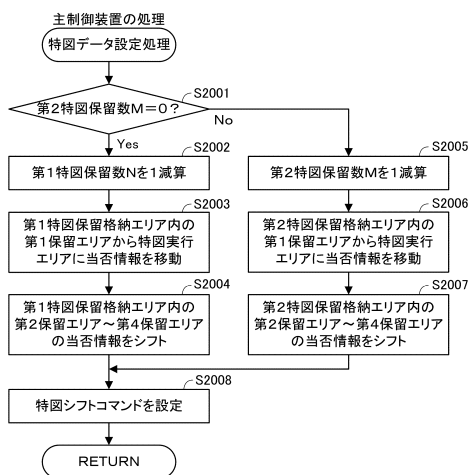 主制御装置の処理
特図データ設定処理
S2001
第2特図保留数M=0?
No
Yes
S2002
第1特図保留数Nを1減算
S2003
第1特図保留格納エリア内の
第1保留エリアから特図実行
エリアに当否情報を移動
S2004
第1特図保留格納エリア内の
第2保留エリア~第4保留エリア
の当否情報をシフト
S2005
第2特図保留数Mを1減算
S2006
第2特図保留格納エリア内の
第1保留エリアから特図実行
エリアに当否情報を移動
S2007
第2特図保留格納エリア内の
第2保留エリア~第4保留エリア
の当否情報をシフト
S2008
特図シフトコマンドを設定
RETURN